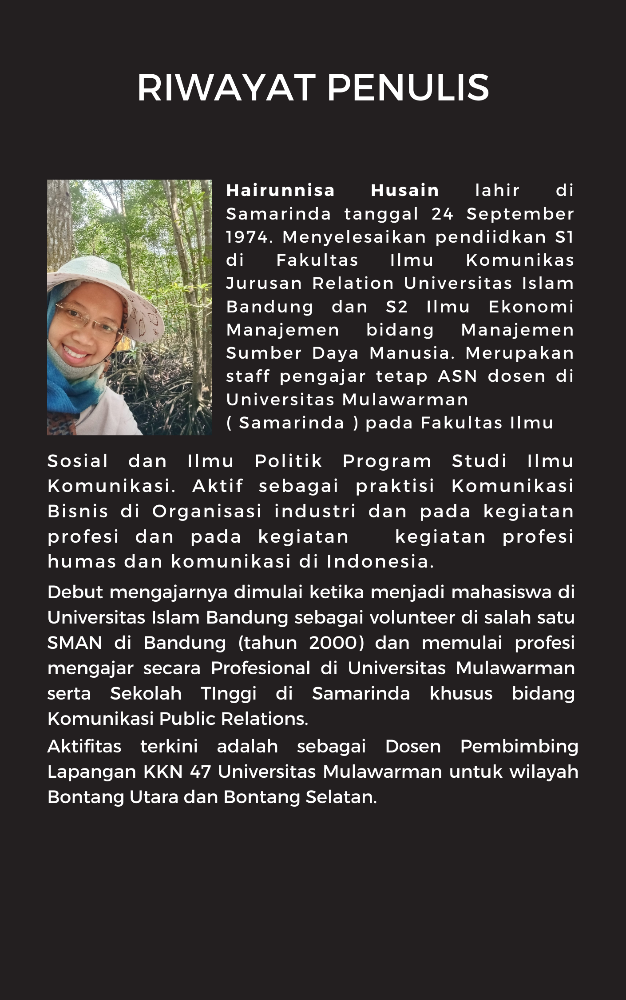 RIWAYAT PENULIS
Hairunnisa Husain lahir di
Samarinda tanggal 24 September
1974. Menyelesaikan pendiidkan S1
di Fakultas Ilmu Komunikas
Jurusan Relation Universitas Islam
Bandung dan S2 Ilmu Ekonomi
Manajemen bidang Manajemen
Sumber Daya Manusia. Merupakan
staff pengajar tetap ASN dosen di
Universitas Mulawarman
( Samarinda ) pada Fakultas Ilmu
Sosial dan Ilmu Politik Program Studi Ilmu
Komunikasi. Aktif sebagai praktisi Komunikasi
Bisnis di Organisasi industri dan pada kegiatan
profesi dan pada kegiatan kegiatan profesi
humas dan komunikasi di Indonesia.
Debut mengajarnya dimulai ketika menjadi mahasiswa di
Universitas Islam Bandung sebagai volunteer di salah satu
SMAN di Bandung (tahun 2000) dan memulai profesi
mengajar secara Profesional di Universitas Mulawarman
serta Sekolah TInggi di Samarinda khusus bidang
Komunikasi Public Relations.
Aktifitas terkini adalah sebagai Dosen Pembimbing
Lapangan KKN 47 Universitas Mulawarman untuk wilayah
Bontang Utara dan Bontang Selatan.